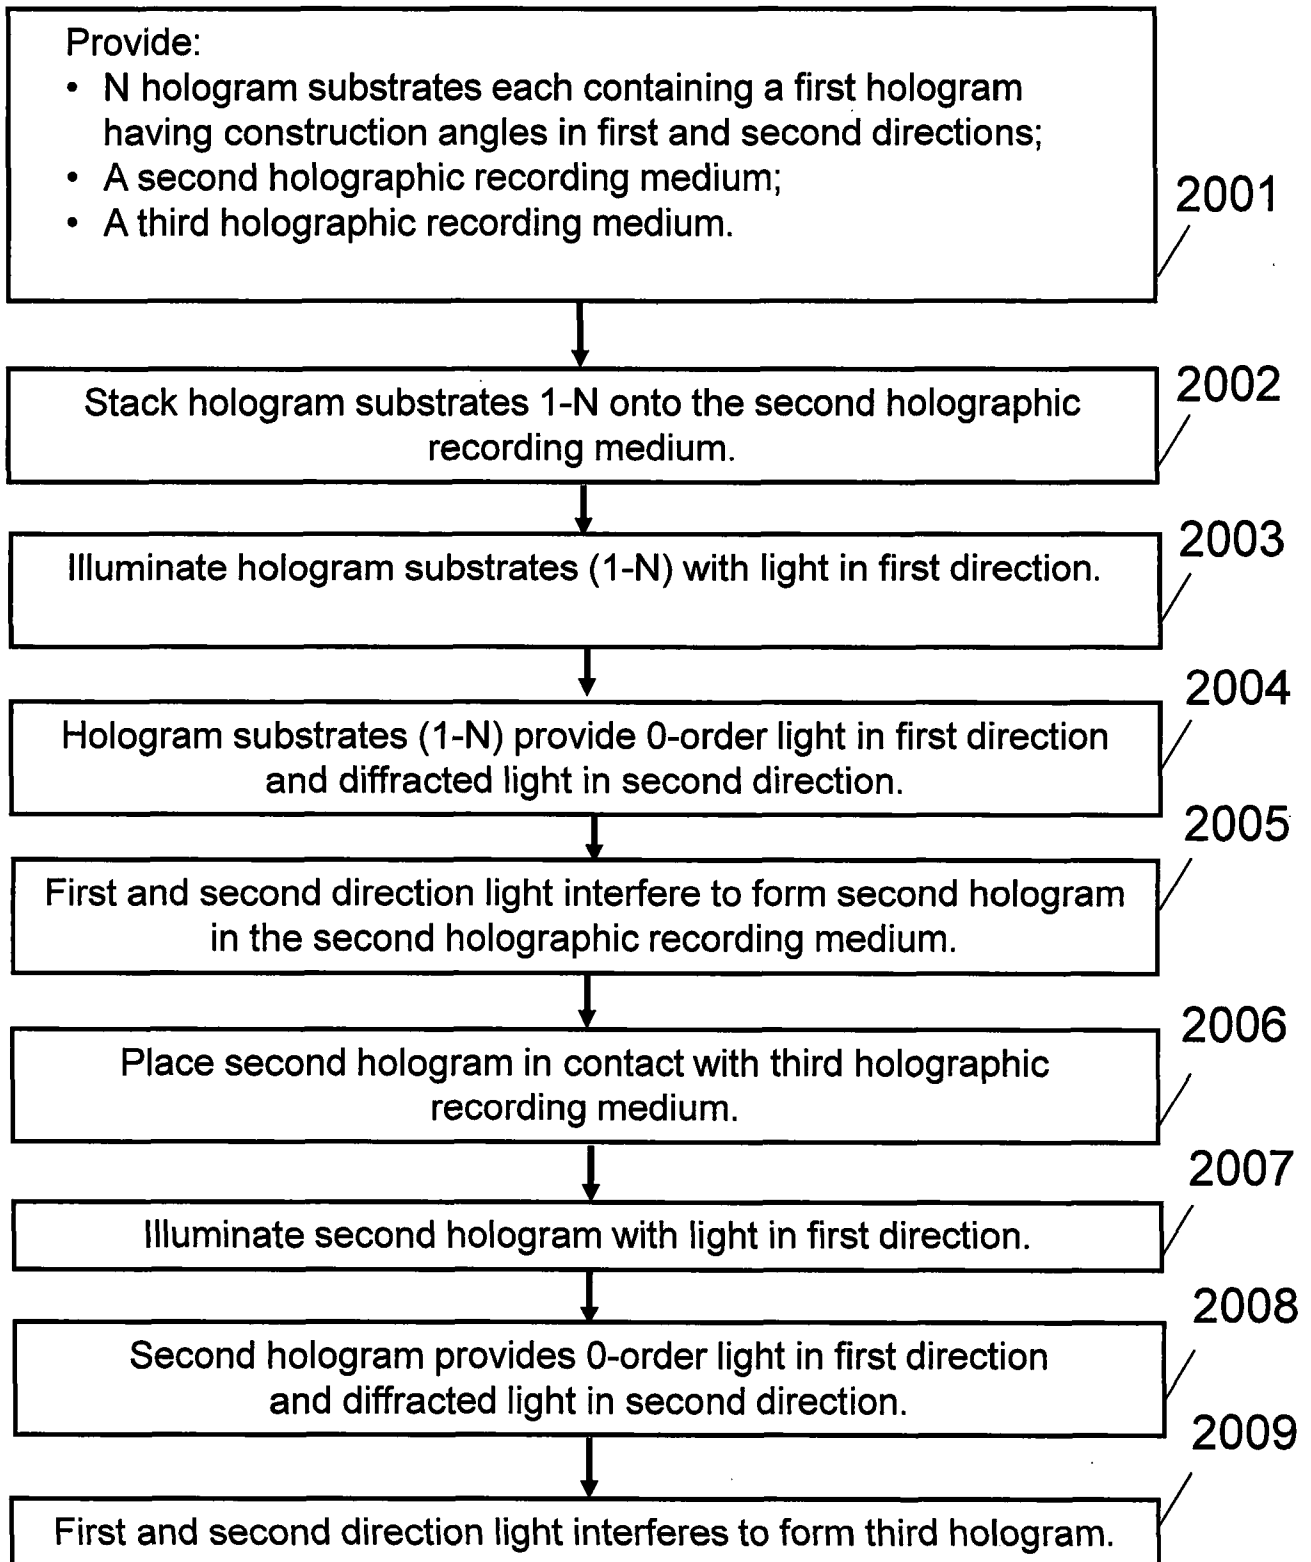 Provide:
• N hologram substrates each containing a first hologram
having construction angles in first and second directions;
• A second holographic recording medium;
• A third holographic recording medium.
2001
Stack hologram substrates 1-N onto the second holographic
recording medium.
2002
Illuminate hologram substrates (1-N) with light in first direction.
2003
Hologram substrates (1-N) provide 0-order light in first direction
and diffracted light in second direction.
2004
First and second direction light interfere to form second hologram
in the second holographic recording medium.
2005
Place second hologram in contact with third holographic
recording medium.
2006
Illuminate second hologram with light in first direction.
2007
Second hologram provides 0-order light in first direction
and diffracted light in second direction.
2008
First and second direction light interferes to form third hologram.
2009